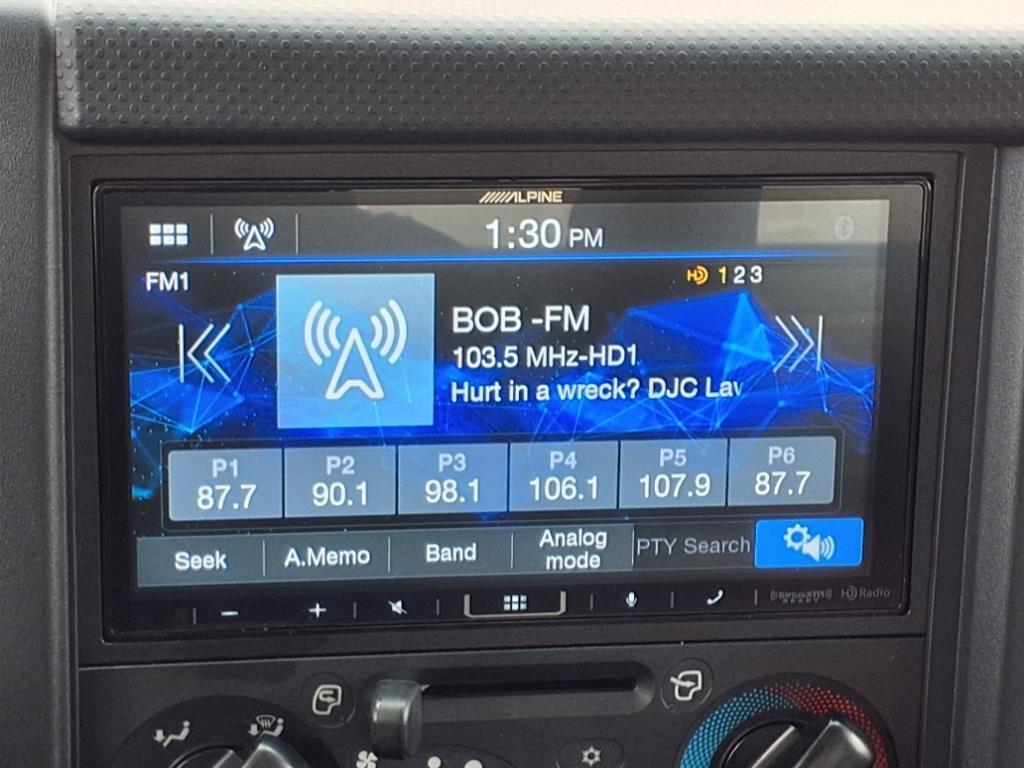 ALPINE
1:30 PM
FM1
HD 1 2 3
BOB -FM
103.5 MHz-HD1
Hurt in a wreck? DJC Lav
P1 P2 P3 P4 P5 P6
87.7 90.1 98.1 106.1 107.9 87.7
Seek A.Memo Band Analog mode PTY Search
((SiriusXM)) READY HD Radio